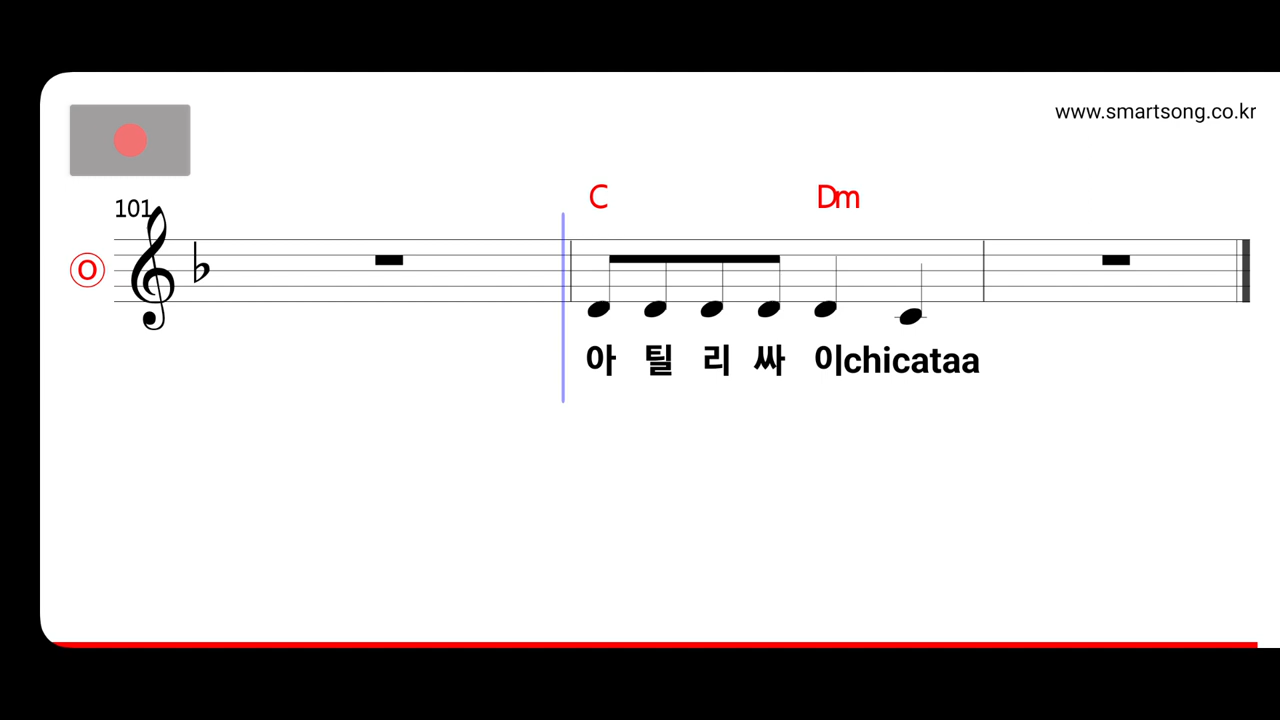 www.smartsong.co.kr
C Dm
101
O
아 틸 리 싸 이chicataa